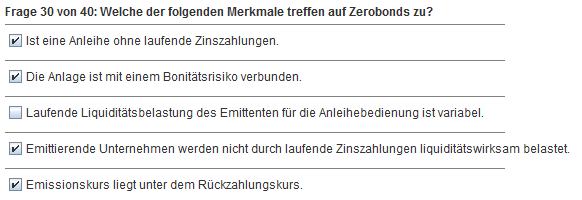 Frage 30 von 40: Welche der folgenden Merkmale treffen auf Zerobonds zu?
Ist eine Anleihe ohne laufende Zinszahlungen.
Die Anlage ist mit einem Bonitätsrisiko verbunden.
Laufende Liquiditätsbelastung des Emittenten für die Anleihebedienung ist variabel.
Emittierende Unternehmen werden nicht durch laufende Zinszahlungen liquiditätswirksam belastet.
Emissionskurs liegt unter dem Rückzahlungskurs.